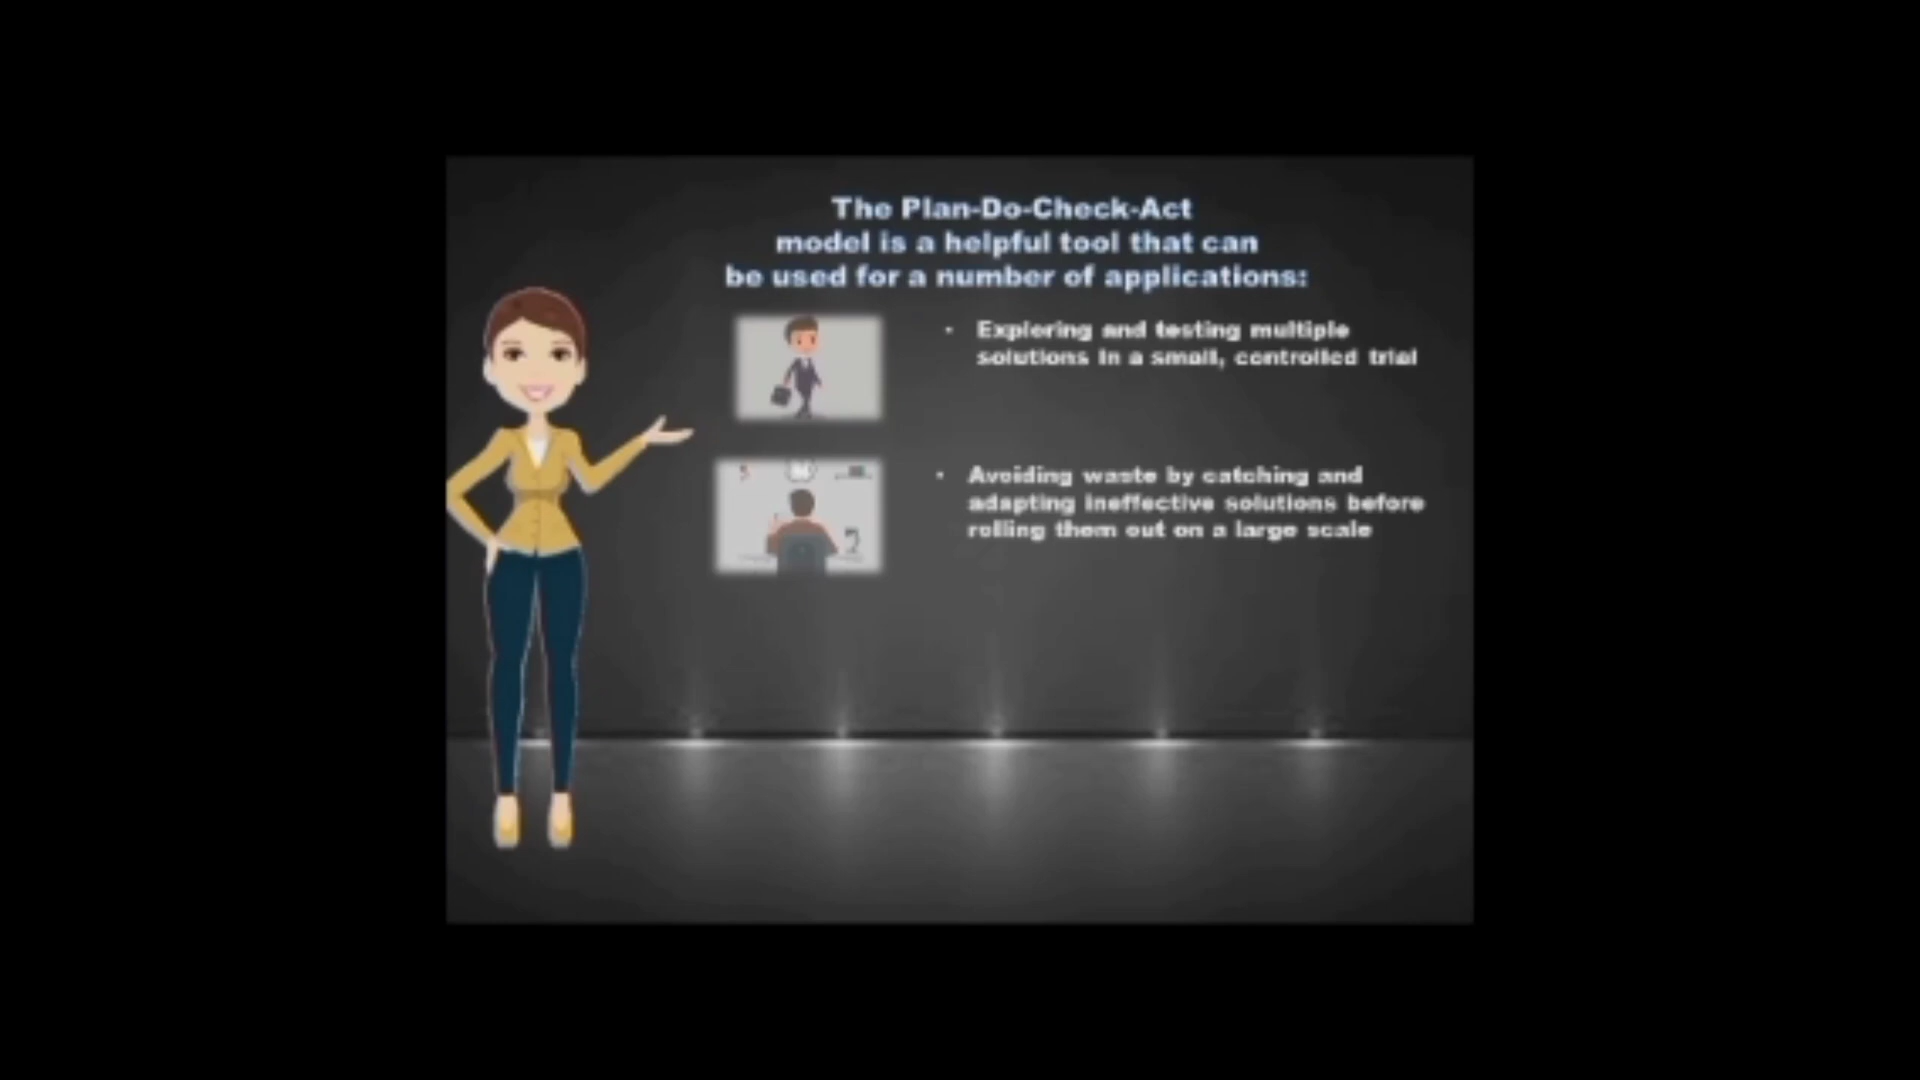 The Plan-Do-Check-Act
model is a helpful tool that can
be used for a number of applications:
• Exploring and testing multiple
solutions in a small, controlled trial
• Avoiding waste by catching and
adapting ineffective solutions before
rolling them out on a large scale